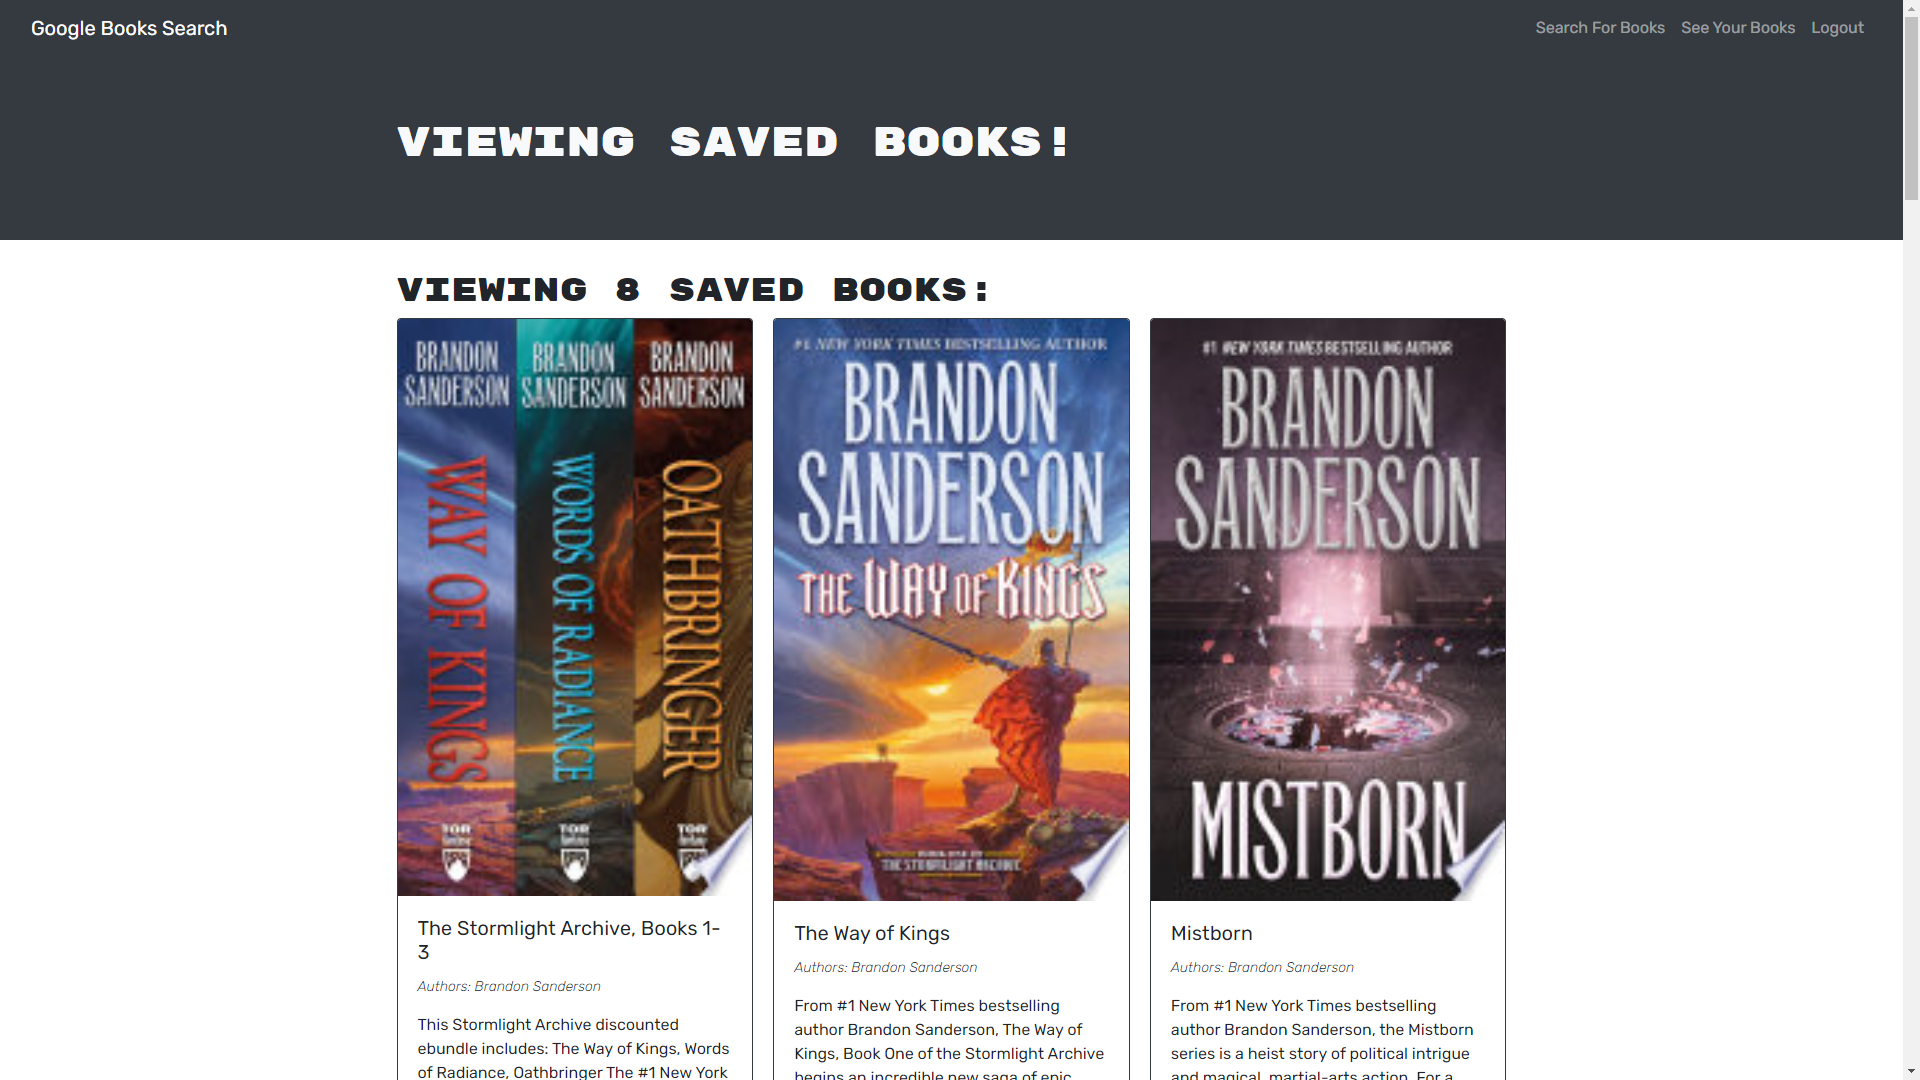 Google Books Search
Search For Books
See Your Books
Logout
VIEWING SAVED BOOKS!
VIEWING 8 SAVED BOOKS:
BRANDON
SANDERSON
WAY OF KINGS
TOR
BRANDON
SANDERSON
WORDS OF RADIANCE
TOR
BRANDON
SANDERSON
OATHBRINGER
TOR
The Stormlight Archive, Books 1-
3
Authors: Brandon Sanderson
This Stormlight Archive discounted
ebundle includes: The Way of Kings, Words
of Radiance, Oathbringer The #1 New York
#1 NEW YORK TIMES BESTSELLING AUTHOR
BRANDON
SANDERSON
THE WAY OF KINGS
BOOK ONE OF
THE STORMLIGHT ARCHIVE
The Way of Kings
Authors: Brandon Sanderson
From #1 New York Times bestselling
author Brandon Sanderson, The Way of
Kings, Book One of the Stormlight Archive
begins an incredible new saga of epic
#1 NEW YORK TIMES BESTSELLING AUTHOR
BRANDON
SANDERSON
MISTBORN
Mistborn
Authors: Brandon Sanderson
From #1 New York Times bestselling
author Brandon Sanderson, the Mistborn
series is a heist story of political intrigue
and magical, martial-arts action. For a